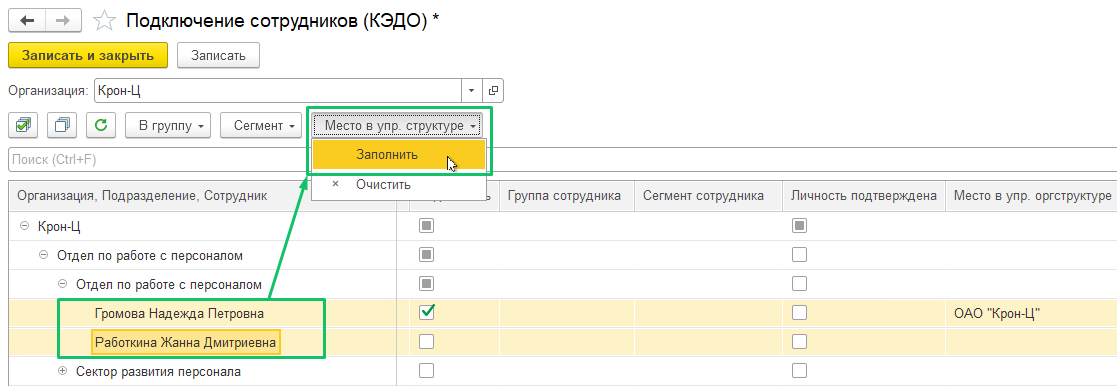 Подключение сотрудников (КЭДО) *
Записать и закрыть
Записать
Организация: Крон-Ц
В группу
Сегмент
Место в упр. структуре
Поиск (Ctrl+F)
Заполнить
Очистить
Организация, Подразделение, Сотрудник
Группа сотрудника
Сегмент сотрудника
Личность подтверждена
Место в упр. оргструктуре
Крон-Ц
Отдел по работе с персоналом
Отдел по работе с персоналом
Громова Надежда Петровна
ОАО "Крон-Ц"
Работкина Жанна Дмитриевна
Сектор развития персонала